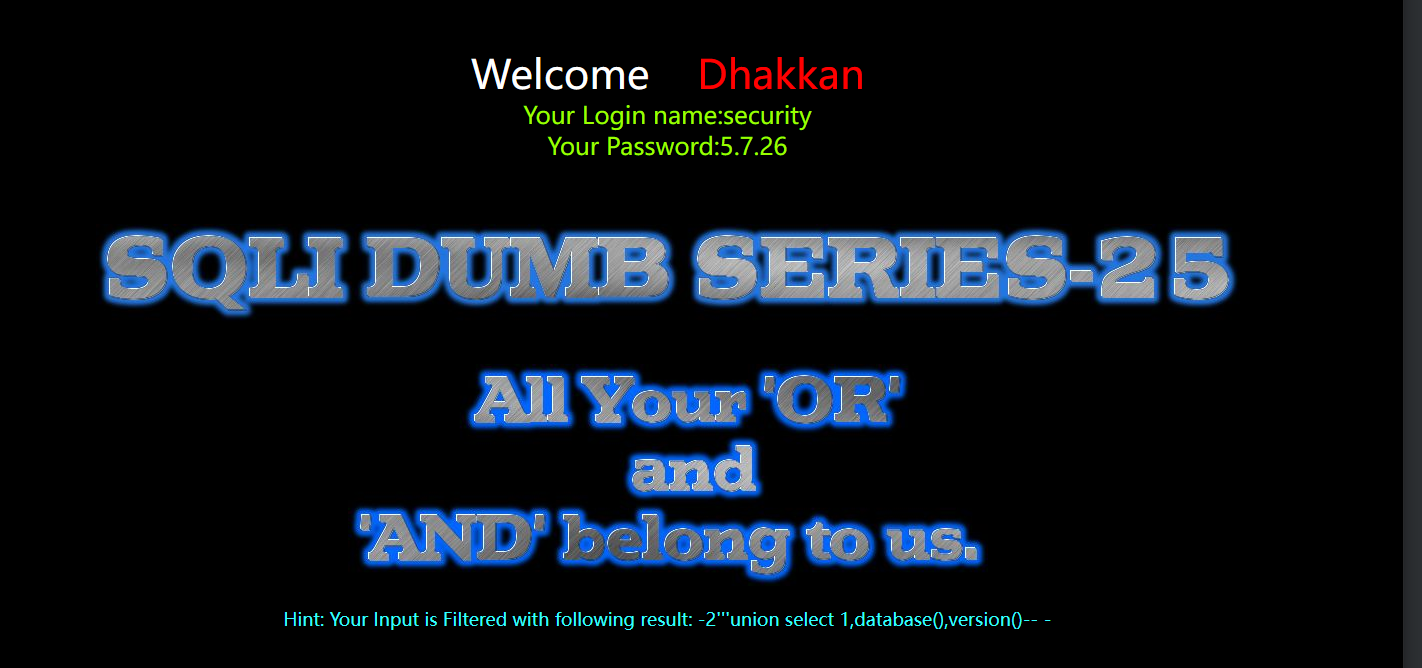 Welcome Dhakkan
Your Login name:security
Your Password:5.7.26
SQLI DUMB SERIES-25
All Your 'OR'
and
'AND' belong to us.
Hint: Your Input is Filtered with following result: -2'''union select 1,database(),version()-- -